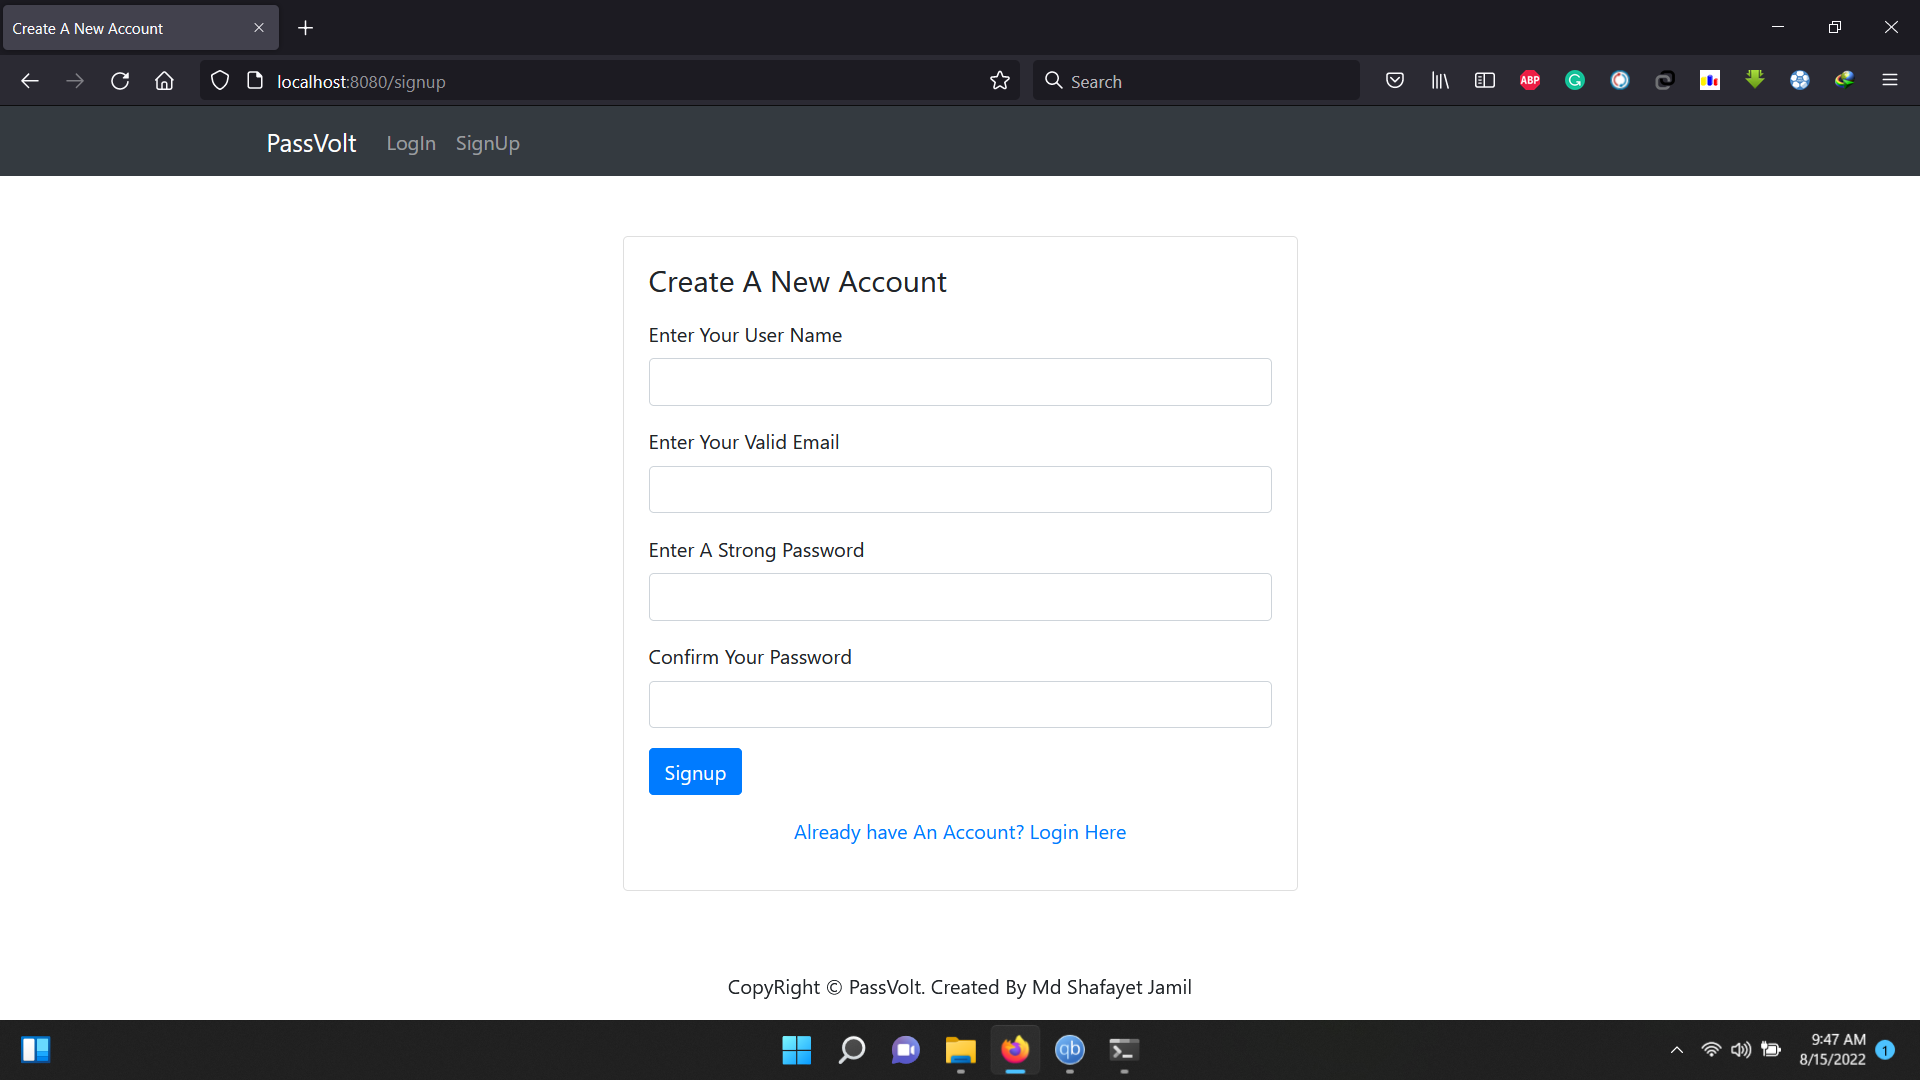 Create A New Account
localhost:8080/signup
Search
ABP
PassVolt LogIn SignUp
Create A New Account
Enter Your User Name
Enter Your Valid Email
Enter A Strong Password
Confirm Your Password
Signup
Already have An Account? Login Here
CopyRight © PassVolt. Created By Md Shafayet Jamil
qb
9:47 AM
8/15/2022
1